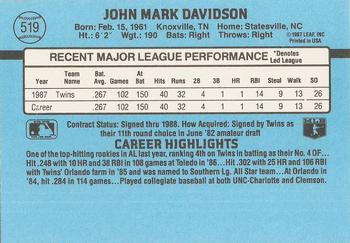 519
JOHN MARK DAVIDSON
Born: Feb. 15, 1961 Knoxville, TN Home: Statesville, NC
Ht: 6'2" Wgt: 190 Bats: Right Throws: Right
©1987 LEAF, INC
Printed in USA
RECENT MAJOR LEAGUE PERFORMANCE *Denotes Led League
Year Team Name Bat. Avg. Games At Bat Hits Runs 2B 3B HR RBI Stolen Bases W SO
1987 Twins .267 102 150 40 32 4 1 1 14 9 13 26
Career .267 102 150 40 32 4 1 1 14 9 13 26
Contract Status: Signed thru 1988. How Acquired: Signed by Twins as
their 11th round choice in June '82 amateur draft
CAREER HIGHLIGHTS
One of the top-hitting rookies in AL last year, ranking 4th on Twins in batting as their No. 4 OF...
Hit .248 with 10 HR and 38 RBI in 108 games at Toledo in '86...Hit .302 with 25 HR and 106 RBI
with Twins' Orlando farm in '85 and was named to Southern Lg. All Star team...At Orlando in
'84, hit .284 in 114 games...Played collegiate baseball at both UNC-Charlotte and Clemson.